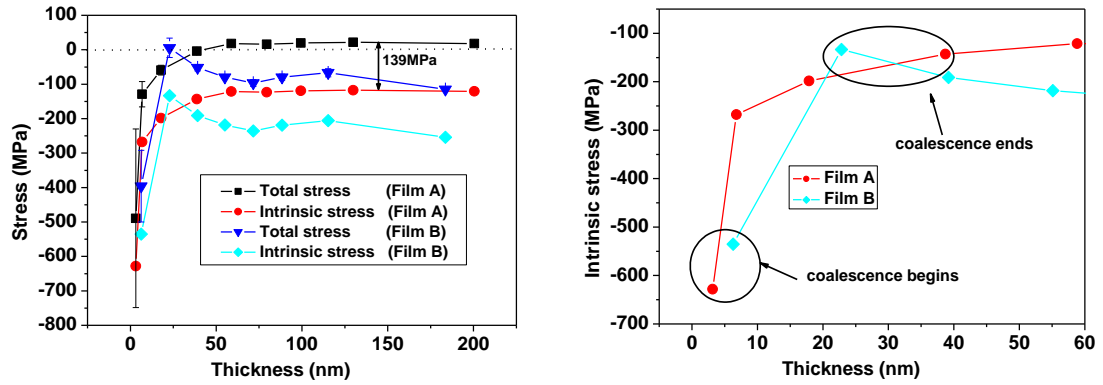 100
0
-100
-200
-300
-400
-500
-600
-700
-800
Stress (MPa)
139MPa
Total stress (Film A)
Intrinsic stress (Film A)
Total stress (Film B)
Intrinsic stress (Film B)
0 50 100 150 200
Thickness (nm)
-100
-200
-300
-400
-500
-600
-700
Intrinsic stress (MPa)
coalescence ends
Film A
Film B
coalescence begins
0 10 20 30 40 50 60
Thickness (nm)